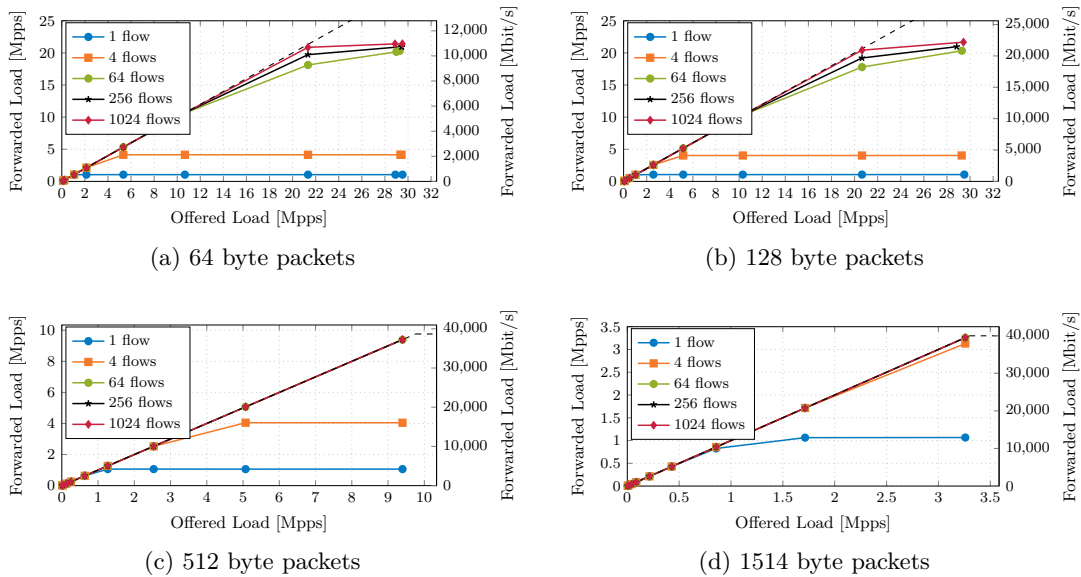 25
20
15
10
5
0
Forwarded Load [Mpps]
1 flow
4 flows
64 flows
256 flows
1024 flows
12,000
10,000
8,000
6,000
4,000
2,000
0
Forwarded Load [Mbit/s]
0 2 4 6 8 10 12 14 16 18 20 22 24 26 28 30 32
Offered Load [Mpps]
(a) 64 byte packets
25
20
15
10
5
0
Forwarded Load [Mpps]
1 flow
4 flows
64 flows
256 flows
1024 flows
25,000
20,000
15,000
10,000
5,000
0
Forwarded Load [Mbit/s]
0 2 4 6 8 10 12 14 16 18 20 22 24 26 28 30 32
Offered Load [Mpps]
(b) 128 byte packets
10
8
6
4
2
0
Forwarded Load [Mpps]
1 flow
4 flows
64 flows
256 flows
1024 flows
40,000
30,000
20,000
10,000
0
Forwarded Load [Mbit/s]
0 1 2 3 4 5 6 7 8 9 10
Offered Load [Mpps]
(c) 512 byte packets
3.5
3
2.5
2
1.5
1
0.5
0
Forwarded Load [Mpps]
1 flow
4 flows
64 flows
256 flows
1024 flows
40,000
30,000
20,000
10,000
0
Forwarded Load [Mbit/s]
0 0.5 1 1.5 2 2.5 3 3.5
Offered Load [Mpps]
(d) 1514 byte packets